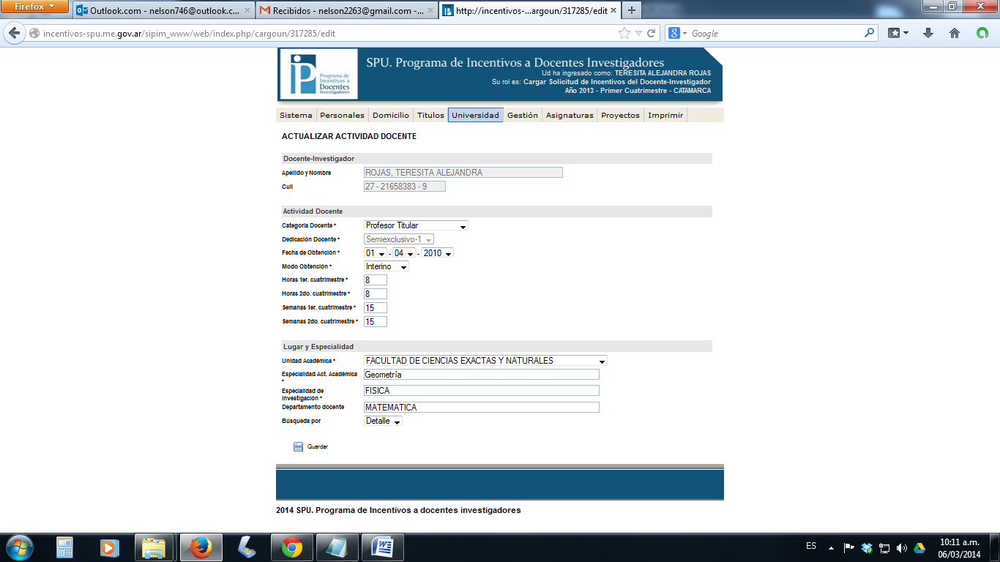 Firefox
Outlook.com - nelson746@outlook.c...
Recibidos - nelson2263@gmail.com -...
http://incentivos-...argoun/317285/edit
incentivos-spu.me.gov.ar/sipim_www/web/index.php/cargoun/317285/edit
Google
Programa de
Incentivos a
Docentes
Investigadores
SPU. Programa de Incentivo a Docentes Investigadores
Ud ha ingresado como: TERESITA ALEJANDRA ROJAS
Su rol es: Cargar Solicitud de Incentivos del Docente-Investigador
Año 2013 - Primer Cuatrimestre - CATAMARCA
Sistema Personales Domicilio Titulos Universidad Gestión Asignaturas Proyectos Imprimir
ACTUALIZAR ACTIVIDAD DOCENTE
Docente-Investigador
Apellido y Nombre ROJAS, TERESITA ALEJANDRA
Cuil 27 - 21658383 - 9
Actividad Docente
Categoria Docente * Profesor Titular
Dedicación Docente * Semiexclusivo-1
Fecha de Obtención * 01 - 04 - 2010
Modo Obtención * Interino
Horas 1er. cuatrimestre * 8
Horas 2do. cuatrimestre * 8
Semanas 1er. cuatrimestre * 15
Semanas 2do. cuatrimestre * 15
Lugar y Especialidad
Unidad Académica * FACULTAD DE CIENCIAS EXACTAS Y NATURALES
Especialidad Act. Académica * Geometría
Especialidad de Investigación * FISICA
Departamento docente MATEMATICA
Búsqueda por Detalle
Guardar
2014 SPU. Programa de Incentivos a docentes investigadores
ES
10:11 a.m.
06/03/2014